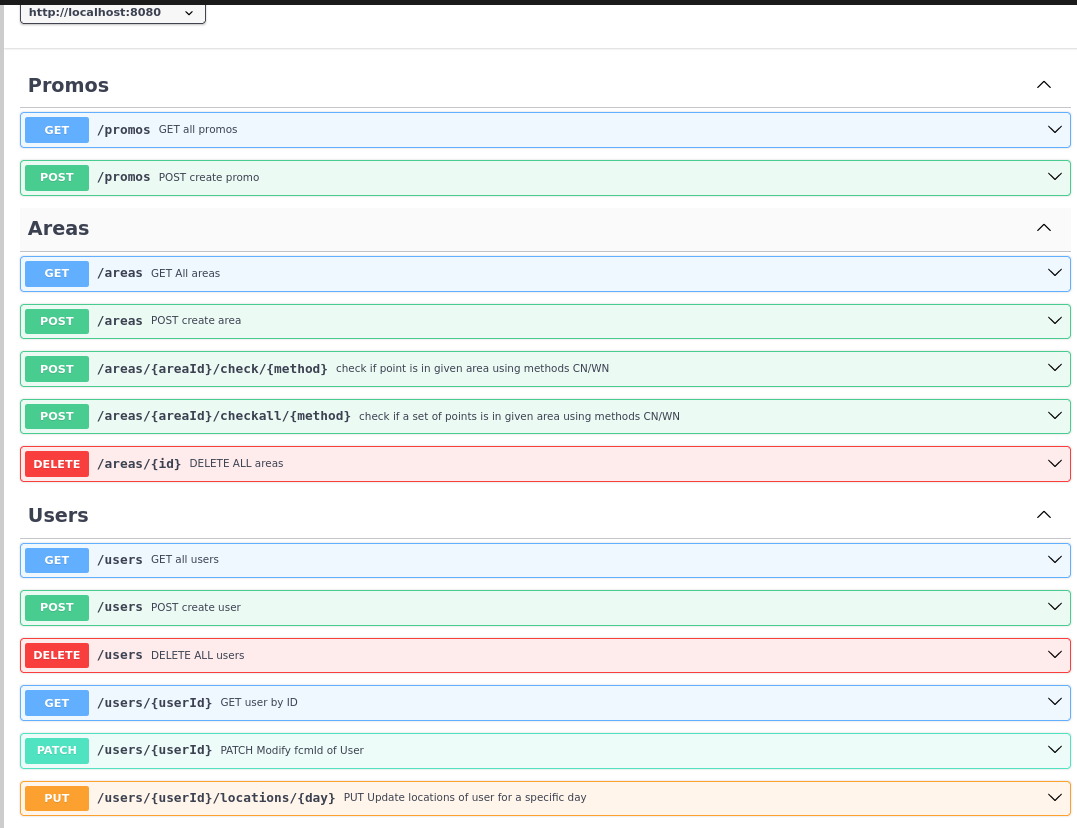 http://localhost:8080
Promos
GET /promos GET all promos
POST /promos POST create promo
Areas
GET /areas GET All areas
POST /areas POST create area
POST /areas/{areaId}/check/{method} check if point is in given area using methods CN/WN
POST /areas/{areaId}/checkall/{method} check if a set of points is in given area using methods CN/WN
DELETE /areas/{id} DELETE ALL areas
Users
GET /users GET all users
POST /users POST create user
DELETE /users DELETE ALL users
GET /users/{userId} GET user by ID
PATCH /users/{userId} PATCH Modify fcmId of User
PUT /users/{userId}/locations/{day} PUT Update locations of user for a specific day